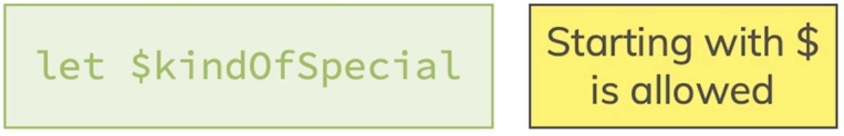 let $kindOfSpecial
Starting with $
is allowed